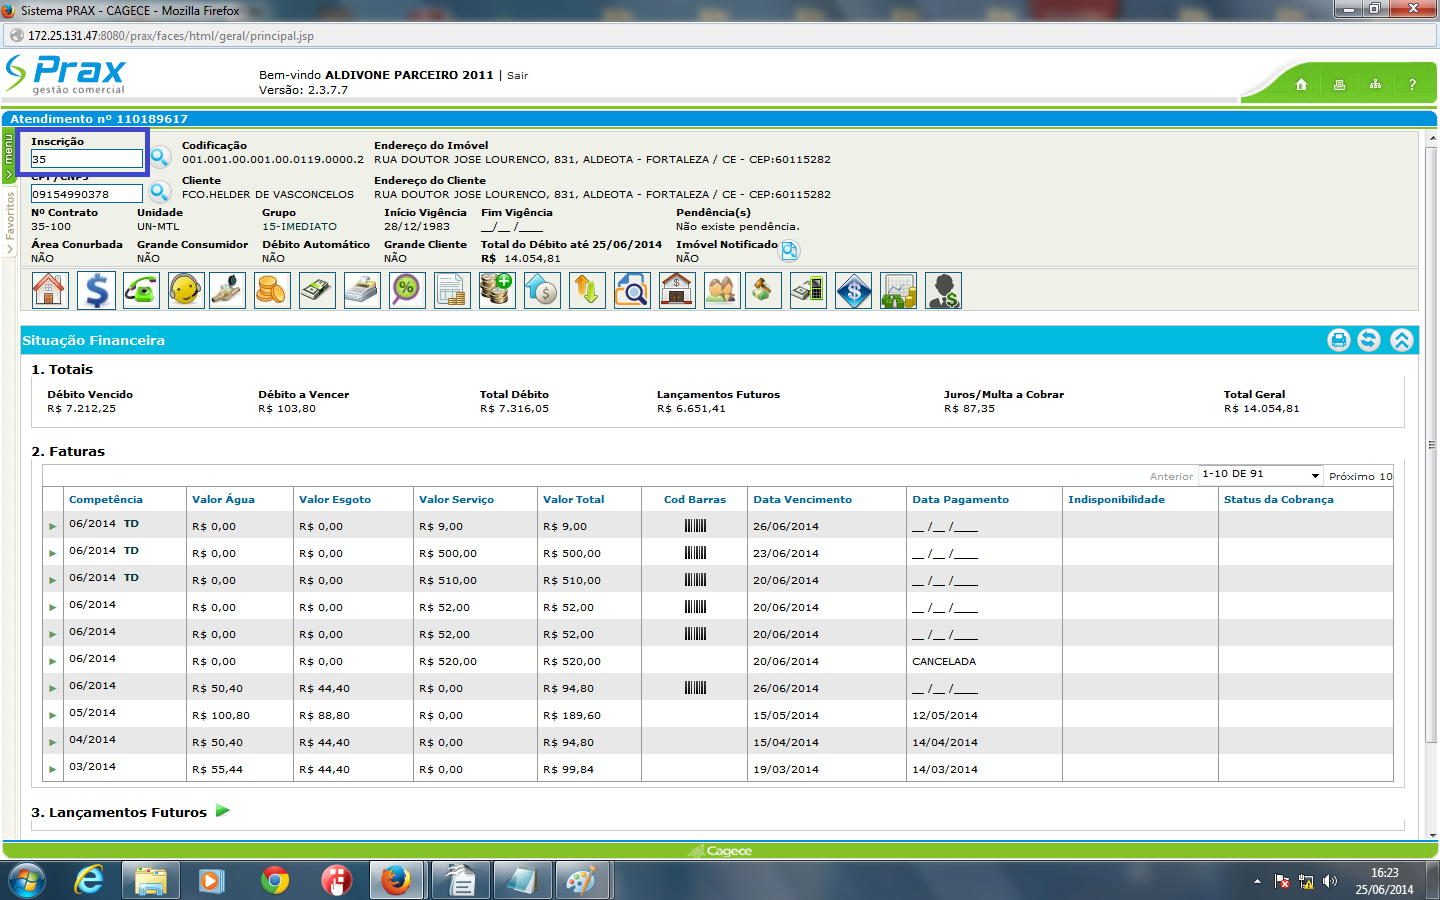 Sistema PRAX - CAGECE - Mozilla Firefox
172.25.131.47:8080/prax/faces/html/geral/principal.jsp
Prax
gestão comercial
Bem-vindo ALDIVONE PARCEIRO 2011 | Sair
Versão: 2.3.7.7
?
Atendimento nº 110189617
menu
Favoritos
Inscrição Codificação Endereço do Imóvel
35 001.001.00.001.00.0119.0000.2 RUA DOUTOR JOSE LOURENCO, 831, ALDEOTA - FORTALEZA / CE - CEP:60115282
CPF/CNPJ Cliente Endereço do Cliente
09154990378 FCO.HELDER DE VASCONCELOS RUA DOUTOR JOSE LOURENCO, 831, ALDEOTA - FORTALEZA / CE - CEP:60115282
Nº Contrato Unidade Grupo Início Vigência Fim Vigência Pendência(s)
35-100 UN-MTL 15-IMEDIATO 28/12/1983 __/__ /____ Não existe pendência.
Área Conurbada Grande Consumidor Débito Automático Grande Cliente Total do Débito até 25/06/2014 Imóvel Notificado
NÃO NÃO NÃO NÃO R$ 14.054,81 NÃO
Situação Financeira
1. Totais
Débito Vencido Débito a Vencer Total Débito Lançamentos Futuros Juros/Multa a Cobrar Total Geral
R$ 7.212,25 R$ 103,80 R$ 7.316,05 R$ 6.651,41 R$ 87,35 R$ 14.054,81
2. Faturas
Anterior 1-10 DE 91 Próximo 10
Competência Valor Água Valor Esgoto Valor Serviço Valor Total Cod Barras Data Vencimento Data Pagamento Indisponibilidade Status da Cobrança
06/2014 TD R$ 0,00 R$ 0,00 R$ 9,00 R$ 9,00 26/06/2014 __ /__ /____
06/2014 TD R$ 0,00 R$ 0,00 R$ 500,00 R$ 500,00 23/06/2014 __ /__ /____
06/2014 TD R$ 0,00 R$ 0,00 R$ 510,00 R$ 510,00 20/06/2014 __ /__ /____
06/2014 R$ 0,00 R$ 0,00 R$ 52,00 R$ 52,00 20/06/2014 __ /__ /____
06/2014 R$ 0,00 R$ 0,00 R$ 52,00 R$ 52,00 20/06/2014 __ /__ /____
06/2014 R$ 0,00 R$ 0,00 R$ 520,00 R$ 520,00 20/06/2014 CANCELADA
06/2014 R$ 50,40 R$ 44,40 R$ 0,00 R$ 94,80 26/06/2014 __ /__ /____
05/2014 R$ 100,80 R$ 88,80 R$ 0,00 R$ 189,60 15/05/2014 12/05/2014
04/2014 R$ 50,40 R$ 44,40 R$ 0,00 R$ 94,80 15/04/2014 14/04/2014
03/2014 R$ 55,44 R$ 44,40 R$ 0,00 R$ 99,84 19/03/2014 14/03/2014
3. Lançamentos Futuros
Cagece
16:23
25/06/2014